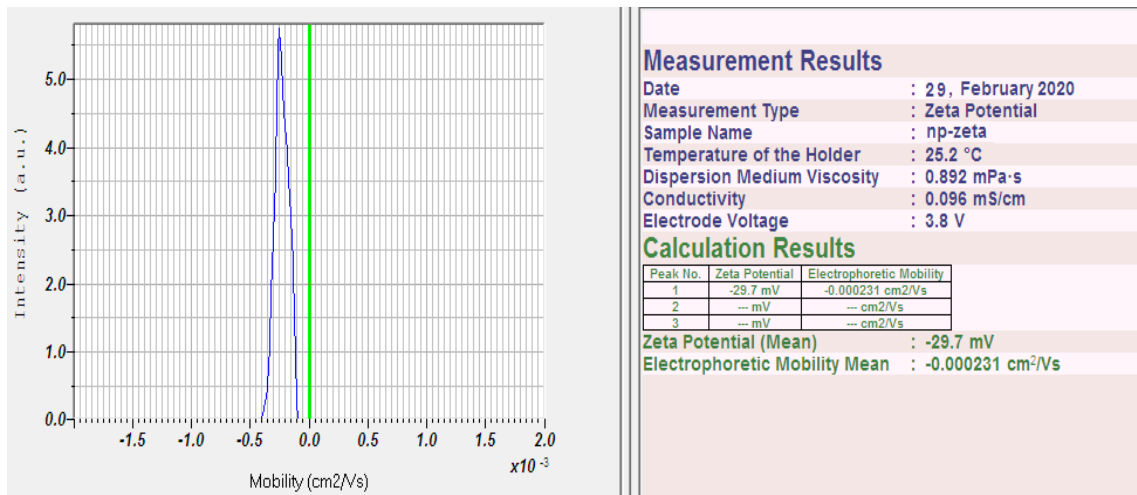 Intensity (a.u.)
5.0
4.0
3.0
2.0
1.0
0.0
-1.5 -1.0 -0.5 0.0 0.5 1.0 1.5 2.0
x10 -3
Mobility (cm2/Vs)
Measurement Results
Date : 29, February 2020
Measurement Type : Zeta Potential
Sample Name : np-zeta
Temperature of the Holder : 25.2 °C
Dispersion Medium Viscosity : 0.892 mPa·s
Conductivity : 0.096 mS/cm
Electrode Voltage : 3.8 V
Calculation Results
Peak No. Zeta Potential Electrophoretic Mobility
1 -29.7 mV -0.000231 cm2/Vs
2 --- mV --- cm2/Vs
3 --- mV --- cm2/Vs
Zeta Potential (Mean) : -29.7 mV
Electrophoretic Mobility Mean : -0.000231 cm²/Vs